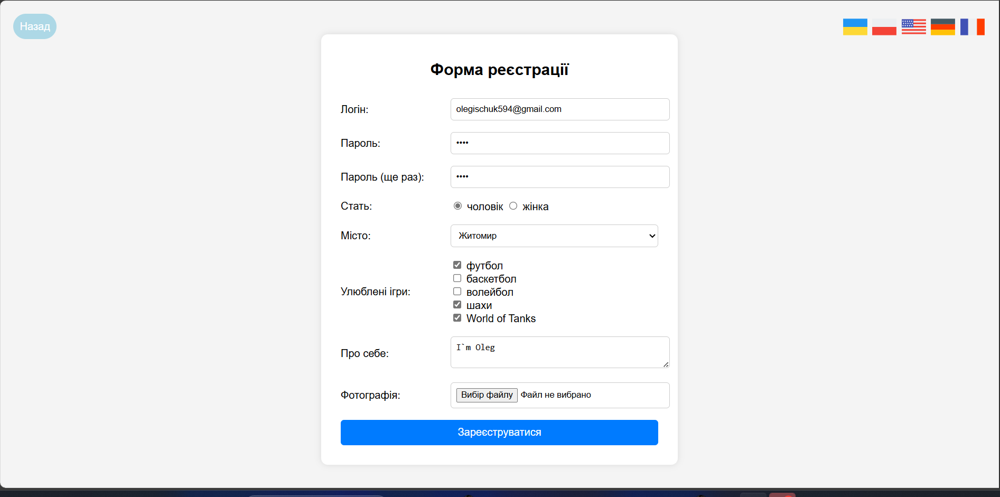 Назад
Форма реєстрації
Логін: olegischuk594@gmail.com
Пароль: ••••
Пароль (ще раз): ••••
Стать: чоловік жінка
Місто: Житомир
Улюблені ігри:
футбол
баскетбол
волейбол
шахи
World of Tanks
Про себе: I`m Oleg
Фотографія: Вибір файлу Файл не вибрано
Зареєструватися